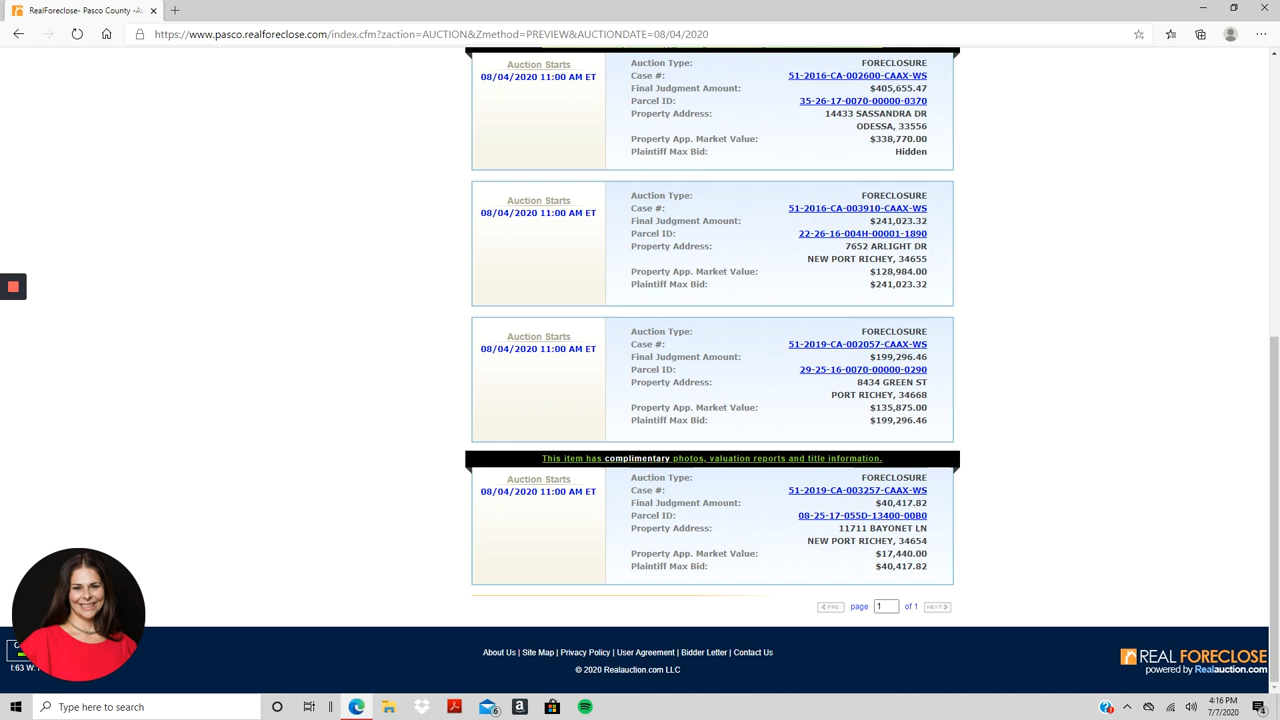 RealForeclose - Pasco County -
https://www.pasco.realforeclose.com/index.cfm?zaction=AUCTION&Zmethod=PREVIEW&AUCTIONDATE=08/04/2020
Auction Starts
08/04/2020 11:00 AM ET
Auction Type: FORECLOSURE
Case #: 51-2016-CA-002600-CAAX-WS
Final Judgment Amount: $405,655.47
Parcel ID: 35-26-17-0070-00000-0370
Property Address: 14433 SASSANDRA DR
ODESSA, 33556
Property App. Market Value: $338,770.00
Plaintiff Max Bid: Hidden
Auction Starts
08/04/2020 11:00 AM ET
Auction Type: FORECLOSURE
Case #: 51-2016-CA-003910-CAAX-WS
Final Judgment Amount: $241,023.32
Parcel ID: 22-26-16-004H-00001-1890
Property Address: 7652 ARLIGHT DR
NEW PORT RICHEY, 34655
Property App. Market Value: $128,984.00
Plaintiff Max Bid: $241,023.32
Auction Starts
08/04/2020 11:00 AM ET
Auction Type: FORECLOSURE
Case #: 51-2019-CA-002057-CAAX-WS
Final Judgment Amount: $199,296.46
Parcel ID: 29-25-16-0070-00000-0290
Property Address: 8434 GREEN ST
PORT RICHEY, 34668
Property App. Market Value: $135,875.00
Plaintiff Max Bid: $199,296.46
This item has complimentary photos, valuation reports and title information.
Auction Starts
08/04/2020 11:00 AM ET
Auction Type: FORECLOSURE
Case #: 51-2019-CA-003257-CAAX-WS
Final Judgment Amount: $40,417.82
Parcel ID: 08-25-17-055D-13400-00B0
Property Address: 11711 BAYONET LN
NEW PORT RICHEY, 34654
Property App. Market Value: $17,440.00
Plaintiff Max Bid: $40,417.82
PRE page 1 of 1 NEXT
About Us | Site Map | Privacy Policy | User Agreement | Bidder Letter | Contact Us
© 2020 Realauction.com LLC
REAL FORECLOSE
powered by Realauction.com
I:63 W:
Type here to search
6
4:16 PM
7/7/2020
4